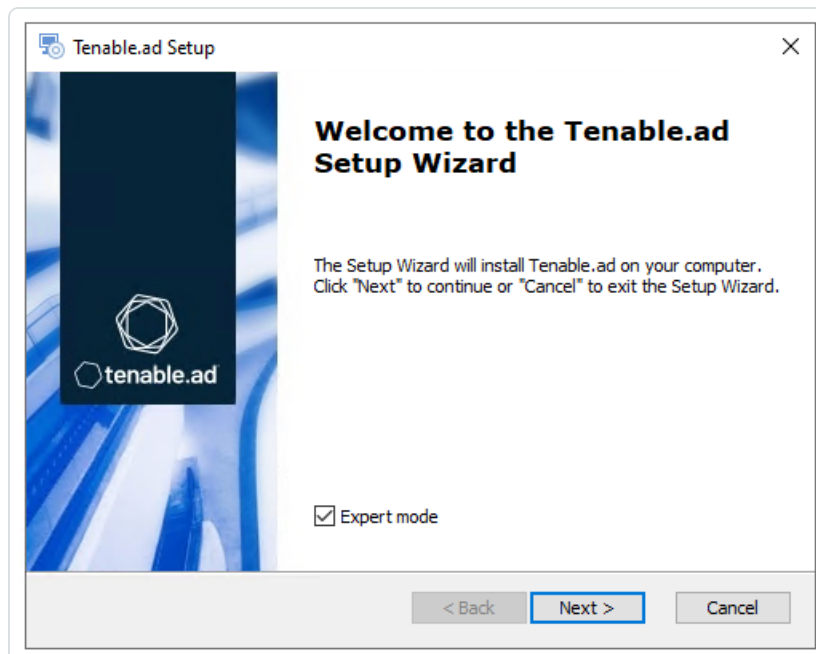 Tenable.ad Setup
Welcome to the Tenable.ad
Setup Wizard
The Setup Wizard will install Tenable.ad on your computer.
Click "Next" to continue or "Cancel" to exit the Setup Wizard.
tenable.ad
Expert mode
< Back Next > Cancel